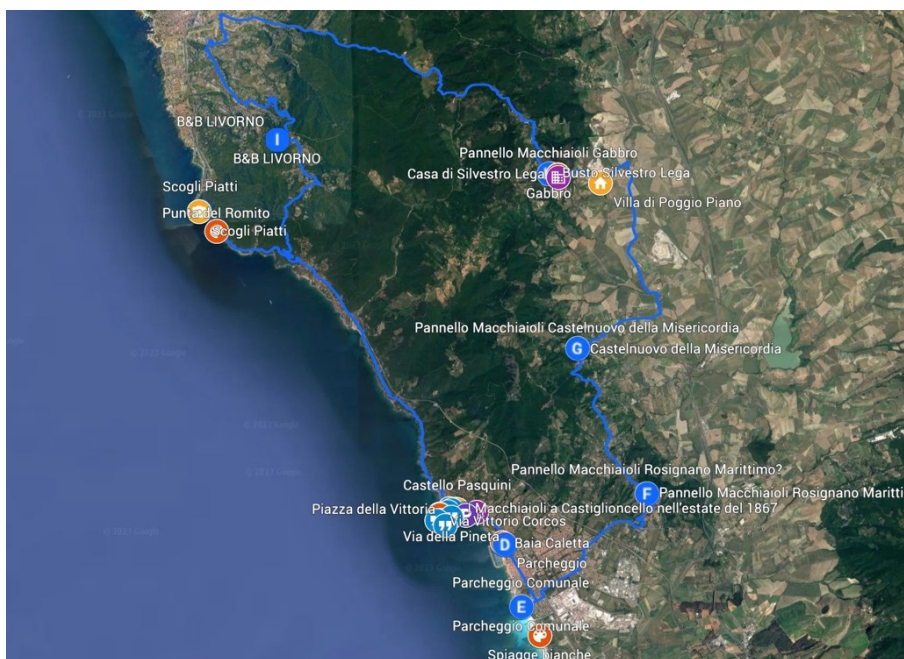 B&B LIVORNO
I
B&B LIVORNO
Pannello Macchiaioli Gabbro
Casa di Silvestro Lega
Busto Silvestro Lega
Gabbro
Villa di Poggio Piano
Scogli Piatti
Punta del Romito
Scogli Piatti
Pannello Macchiaioli Castelnuovo della Misericordia
G
Castelnuovo della Misericordia
Pannello Macchiaioli Rosignano Marittimo?
F
Pannello Macchiaioli Rosignano Maritti
Castello Pasquini
Macchiaioli a Castiglioncello nell'estate del 1867
Piazza della Vittoria
Via Vittorio Corcos
Via della Pineta
D
Baia Caletta
Parcheggio
Parcheggio Comunale
E
Parcheggio Comunale
Spiagge bianche